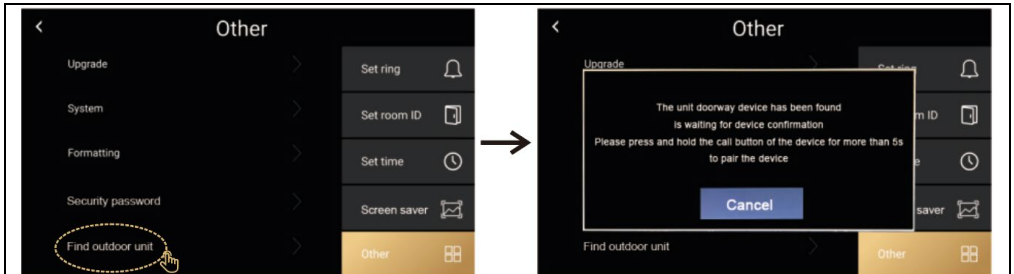 Other
Upgrade
System
Formatting
Security password
Find outdoor unit
Set ring
Set room ID
Set time
Screen saver
Other
Other
Upgrade
The unit doorway device has been found
is waiting for device confirmation
Please press and hold the call button of the device for more than 5s
to pair the device
Cancel
Find outdoor unit
Set ring
m ID
e
saver
Other